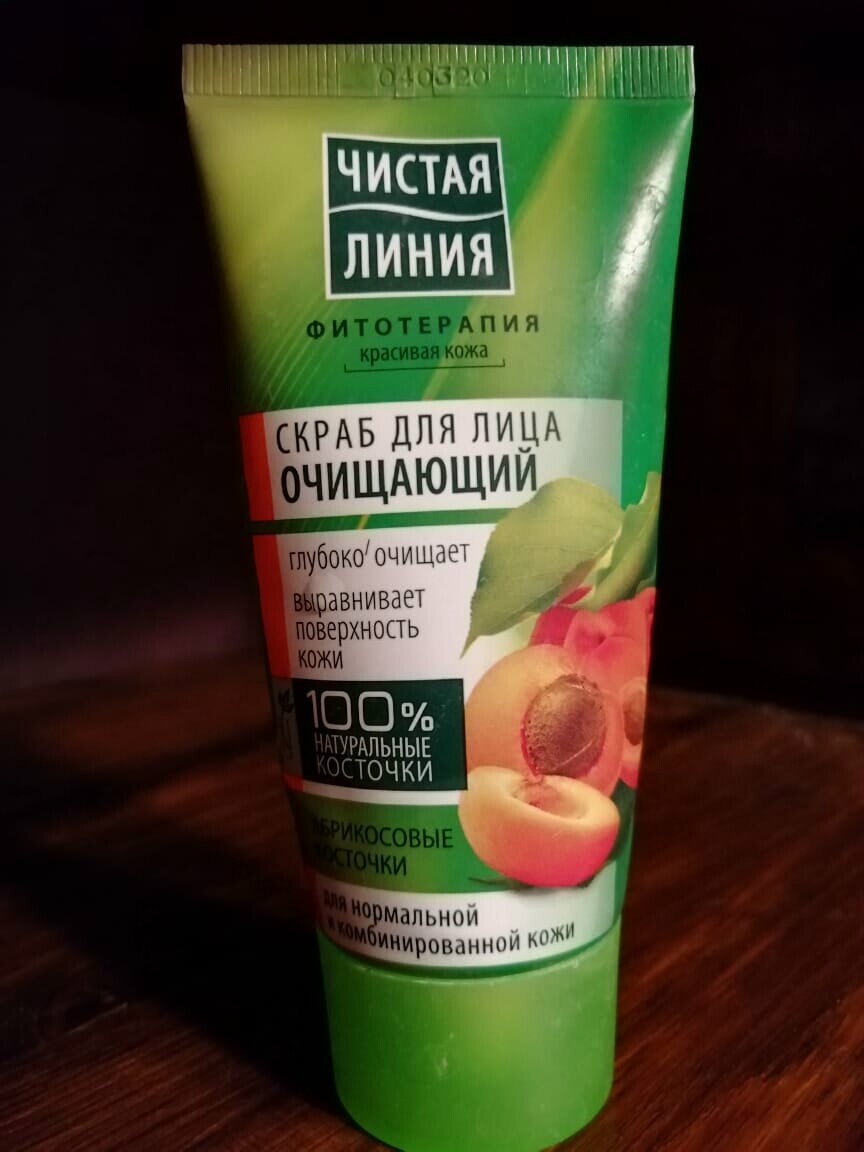 040320
ЧИСТАЯ
ЛИНИЯ
ФИТОТЕРАПИЯ
красивая кожа
СКРАБ ДЛЯ ЛИЦА
ОЧИЩАЮЩИЙ
глубоко' очищает
выравнивает
поверхность
кожи
100%
НАТУРАЛЬНЫЕ
КОСТОЧКИ
АБРИКОСОВЫЕ
КОСТОЧКИ
для нормальной
и комбинированной кожи